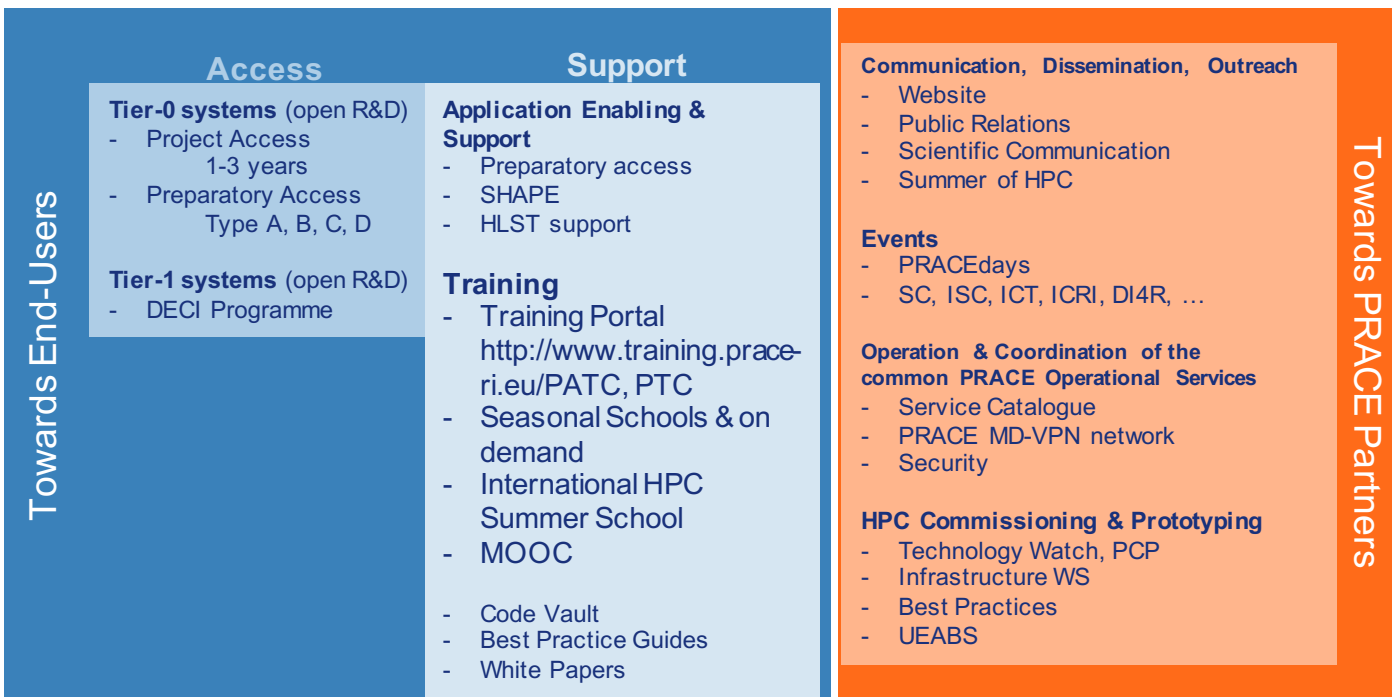 Towards End-Users
Access
Tier-0 systems (open R&D)
- Project Access
1-3 years
- Preparatory Access
Type A, B, C, D
Tier-1 systems (open R&D)
- DECI Programme
Support
Application Enabling &
Support
- Preparatory access
- SHAPE
- HLST support
Training
- Training Portal
http://www.training.prace-
ri.eu/PATC, PTC
- Seasonal Schools & on
demand
- International HPC
Summer School
- MOOC
- Code Vault
- Best Practice Guides
- White Papers
Communication, Dissemination, Outreach
- Website
- Public Relations
- Scientific Communication
- Summer of HPC
Events
- PRACEdays
- SC, ISC, ICT, ICRI, DI4R, …
Operation & Coordination of the
common PRACE Operational Services
- Service Catalogue
- PRACE MD-VPN network
- Security
HPC Commissioning & Prototyping
- Technology Watch, PCP
- Infrastructure WS
- Best Practices
- UEABS
Towards PRACE Partners